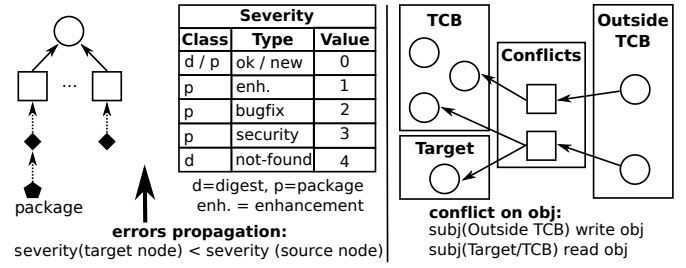 Severity
Class Type Value
d / p ok / new 0
p enh. 1
p bugfix 2
p security 3
d not-found 4
d=digest, p=package
enh. = enhancement
...
package
errors propagation:
severity(target node) < severity (source node)
TCB
Conflicts
Outside
TCB
Target
conflict on obj:
subj(Outside TCB) write obj
subj(Target/TCB) read obj